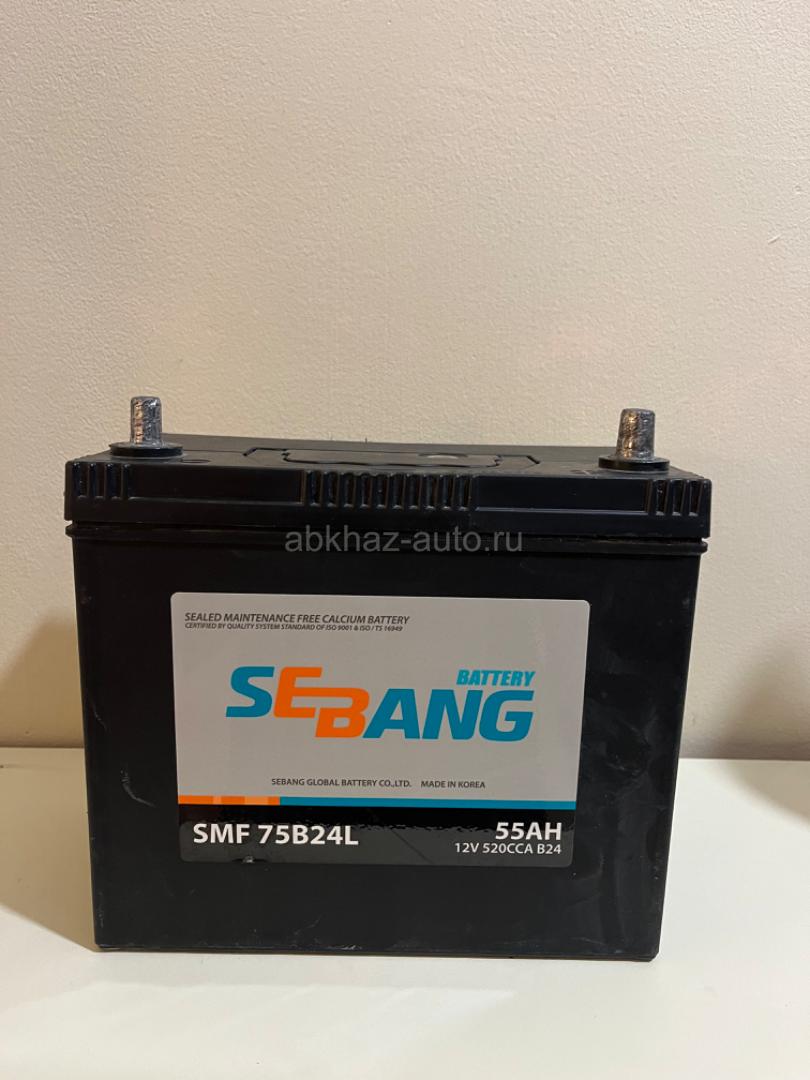 abkhaz-auto.ru
SEALED MAINTENANCE FREE CALCIUM BATTERY
CERTIFIED BY QUALITY SYSTEM STANDARD OF ISO 9001 & ISO / TS 16949
BATTERY
SEBANG
SEBANG GLOBAL BATTERY CO.,LTD. MADE IN KOREA
SMF 75B24L 55AH
12V 520CCA B24